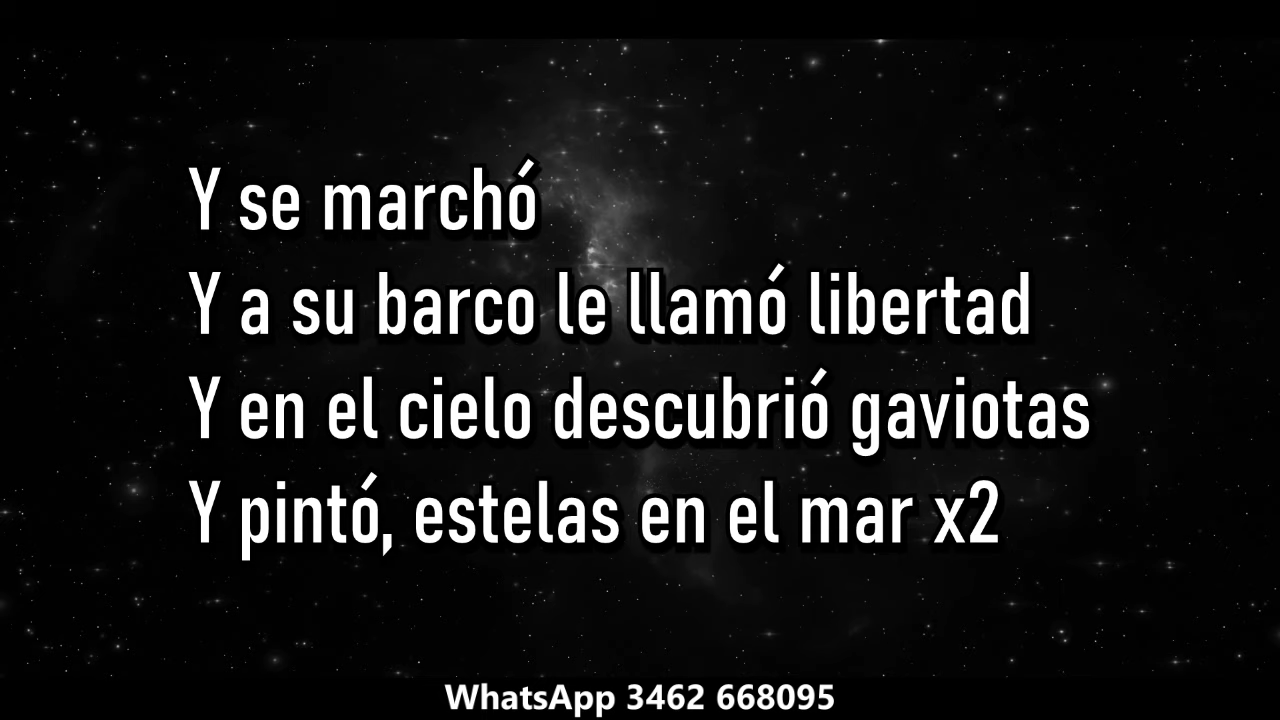 Y se marchó
Y a su barco le llamó libertad
Y en el cielo descubrió gaviotas
Y pintó, estelas en el mar x2
WhatsApp 3462 668095